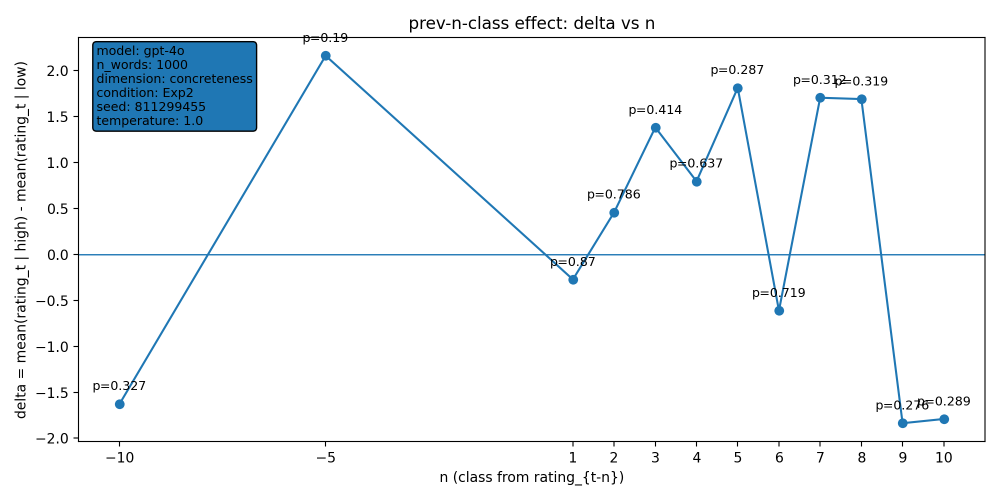 prev-n-class effect: delta vs n
model: gpt-4o
n_words: 1000
dimension: concreteness
condition: Exp2
seed: 811299455
temperature: 1.0
delta = mean(rating_t | high) - mean(rating_t | low)
2.0
1.5
1.0
0.5
0.0
−0.5
−1.0
−1.5
−2.0
p=0.327
p=0.19
p=0.87
p=0.786
p=0.414
p=0.637
p=0.287
p=0.719
p=0.312
p=0.319
p=0.276
p=0.289
−10 −5 1 2 3 4 5 6 7 8 9 10
n (class from rating_{t-n})